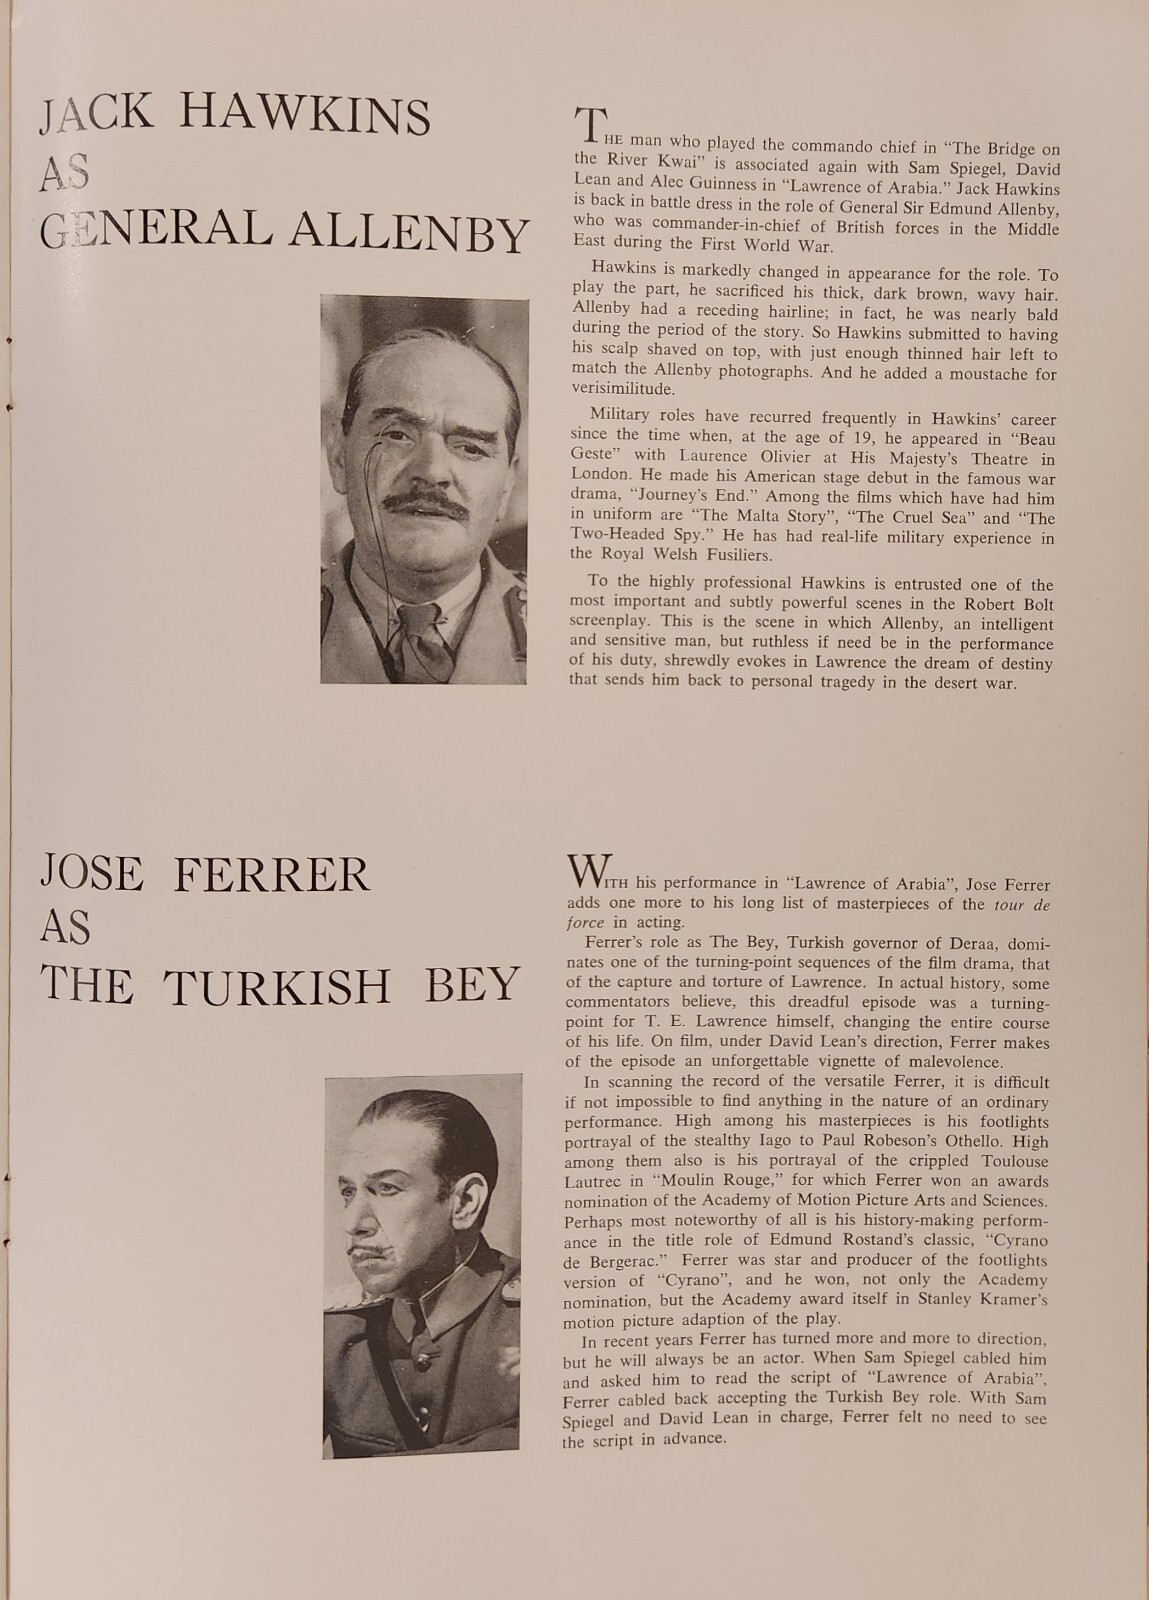 JACK HAWKINS
AS
GENERAL ALLENBY
THE man who played the commando chief in “The Bridge on
the River Kwai” is associated again with Sam Spiegel, David
Lean and Alec Guinness in “Lawrence of Arabia.” Jack Hawkins
is back in battle dress in the role of General Sir Edmund Allenby,
who was commander-in-chief of British forces in the Middle
East during the First World War.
Hawkins is markedly changed in appearance for the role. To
play the part, he sacrificed his thick, dark brown, wavy hair.
Allenby had a receding hairline; in fact, he was nearly bald
during the period of the story. So Hawkins submitted to having
his scalp shaved on top, with just enough thinned hair left to
match the Allenby photographs. And he added a moustache for
verisimilitude.
Military roles have recurred frequently in Hawkins’ career
since the time when, at the age of 19, he appeared in “Beau
Geste” with Laurence Olivier at His Majesty’s Theatre in
London. He made his American stage debut in the famous war
drama, “Journey’s End.” Among the films which have had him
in uniform are “The Malta Story”, “The Cruel Sea” and “The
Two-Headed Spy.” He has had real-life military experience in
the Royal Welsh Fusiliers.
To the highly professional Hawkins is entrusted one of the
most important and subtly powerful scenes in the Robert Bolt
screenplay. This is the scene in which Allenby, an intelligent
and sensitive man, but ruthless if need be in the performance
of his duty, shrewdly evokes in Lawrence the dream of destiny
that sends him back to personal tragedy in the desert war.
JOSE FERRER
AS
THE TURKISH BEY
WITH his performance in “Lawrence of Arabia”, Jose Ferrer
adds one more to his long list of masterpieces of the tour de
force in acting.
Ferrer’s role as The Bey, Turkish governor of Deraa, domi-
nates one of the turning-point sequences of the film drama, that
of the capture and torture of Lawrence. In actual history, some
commentators believe, this dreadful episode was a turning-
point for T. E. Lawrence himself, changing the entire course
of his life. On film, under David Lean’s direction, Ferrer makes
of the episode an unforgettable vignette of malevolence.
In scanning the record of the versatile Ferrer, it is difficult
if not impossible to find anything in the nature of an ordinary
performance. High among his masterpieces is his footlights
portrayal of the stealthy Iago to Paul Robeson’s Othello. High
among them also is his portrayal of the crippled Toulouse
Lautrec in “Moulin Rouge,” for which Ferrer won an awards
nomination of the Academy of Motion Picture Arts and Sciences.
Perhaps most noteworthy of all is his history-making perform-
ance in the title role of Edmund Rostand’s classic, “Cyrano
de Bergerac.” Ferrer was star and producer of the footlights
version of “Cyrano”, and he won, not only the Academy
nomination, but the Academy award itself in Stanley Kramer’s
motion picture adaption of the play.
In recent years Ferrer has turned more and more to direction,
but he will always be an actor. When Sam Spiegel cabled him
and asked him to read the script of “Lawrence of Arabia”,
Ferrer cabled back accepting the Turkish Bey role. With Sam
Spiegel and David Lean in charge, Ferrer felt no need to see
the script in advance.